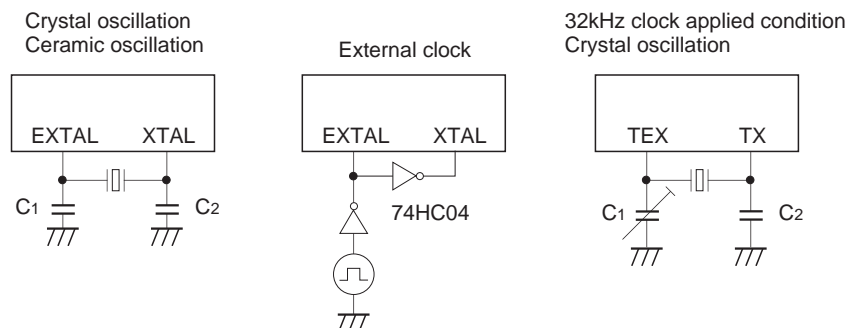 Crystal oscillation
Ceramic oscillation
EXTAL XTAL
C1 C2
External clock
EXTAL XTAL
74HC04
32kHz clock applied condition
Crystal oscillation
TEX TX
C1 C2